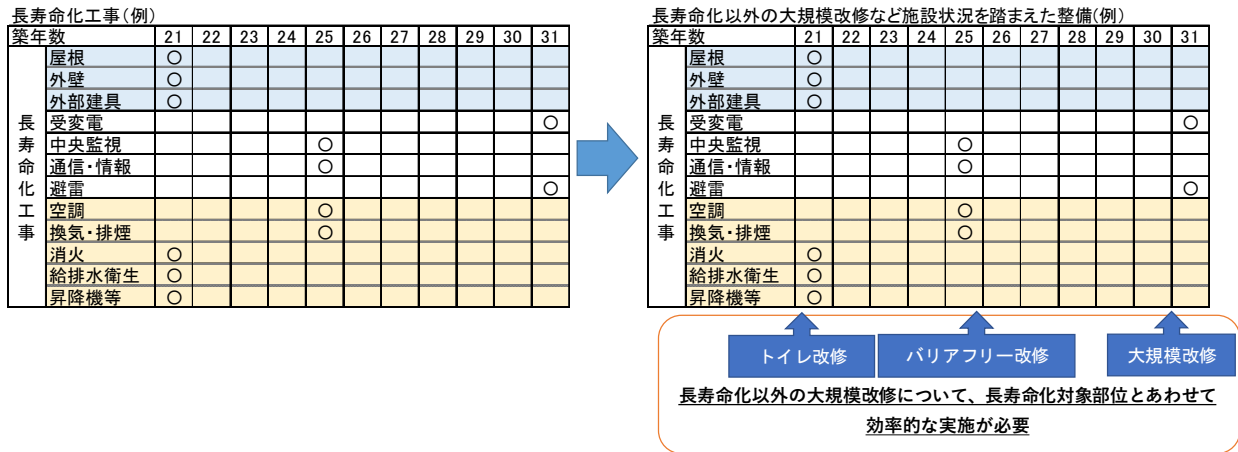 長寿命化工事(例)
築年数 21 22 23 24 25 26 27 28 29 30 31
長寿命化工事
屋根 〇
外壁 〇
外部建具 〇
受変電 〇
中央監視 〇
通信・情報 〇
避雷 〇
空調 〇
換気・排煙 〇
消火 〇
給排水衛生 〇
昇降機等 〇
長寿命化以外の大規模改修など施設状況を踏まえた整備(例)
築年数 21 22 23 24 25 26 27 28 29 30 31
長寿命化工事
屋根 〇
外壁 〇
外部建具 〇
受変電 〇
中央監視 〇
通信・情報 〇
避雷 〇
空調 〇
換気・排煙 〇
消火 〇
給排水衛生 〇
昇降機等 〇
トイレ改修 バリアフリー改修 大規模改修
長寿命化以外の大規模改修について、長寿命化対象部位とあわせて
効率的な実施が必要